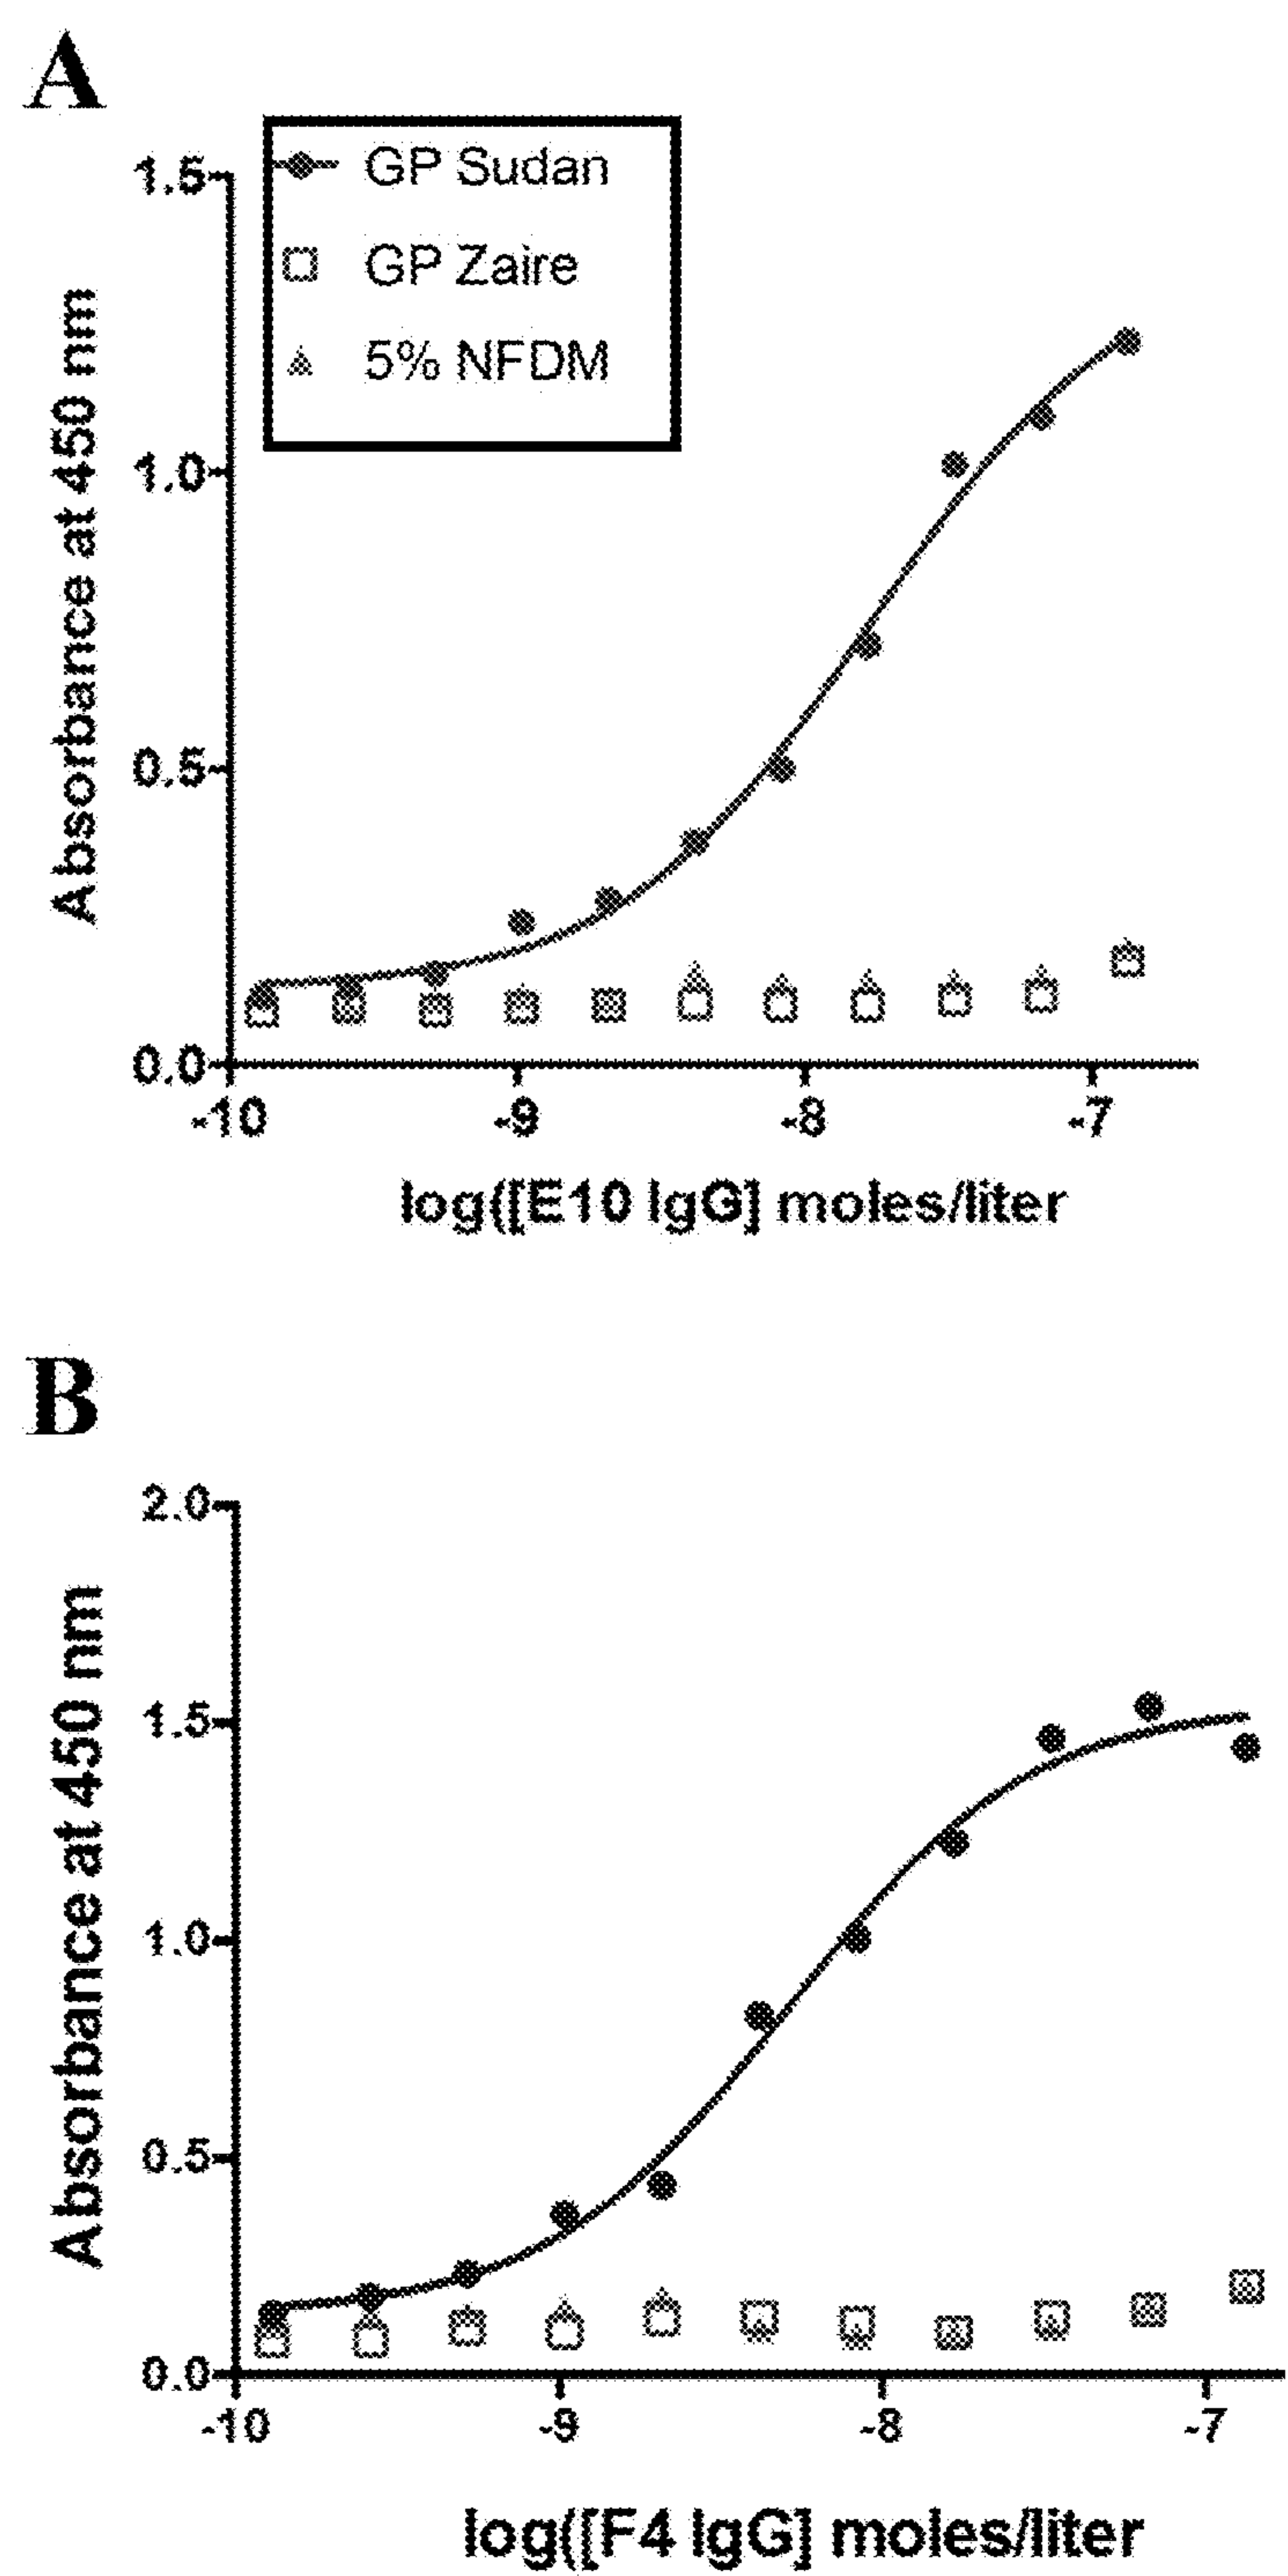 A
GP Sudan
GP Zaire
5% NFDM
1.5
1.0
0.5
0.0
Absorbance at 450 nm
-10 -9 -8 -7
log([E10 IgG] moles/liter
B
2.0
1.5
1.0
0.5
0.0
Absorbance at 450 nm
-10 -9 -8 -7
log([F4 IgG] moles/liter